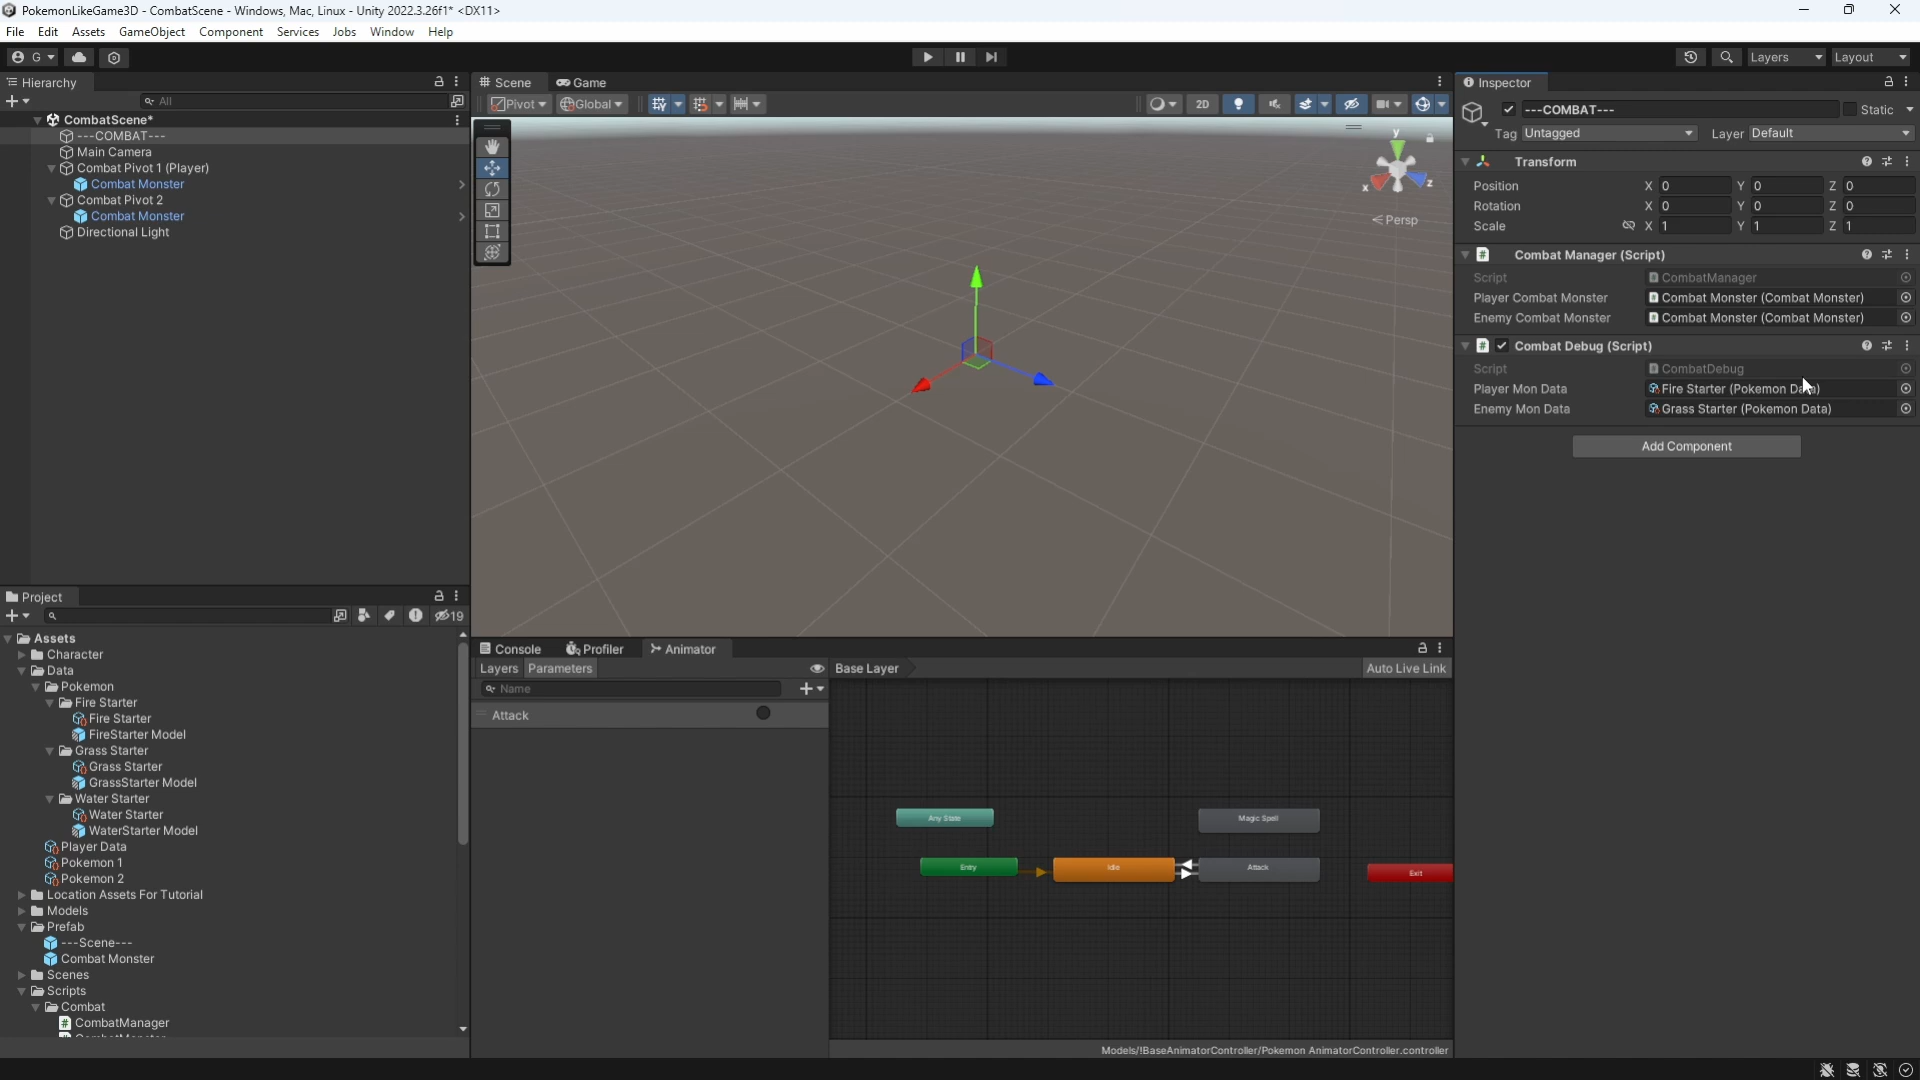 PokemonLikeGame3D - CombatScene - Windows, Mac, Linux - Unity 2022.3.26f1* <DX11>
File Edit Assets GameObject Component Services Jobs Window Help
G Layers Layout
Hierarchy
All
CombatScene*
---COMBAT---
Main Camera
Combat Pivot 1 (Player)
Combat Monster
Combat Pivot 2
Combat Monster
Directional Light
Scene Game
Pivot Global 2D
y
x z
Persp
Inspector
---COMBAT--- Static
Tag Untagged Layer Default
Transform
Position X 0 Y 0 Z 0
Rotation X 0 Y 0 Z 0
Scale X 1 Y 1 Z 1
Combat Manager (Script)
Script CombatManager
Player Combat Monster Combat Monster (Combat Monster)
Enemy Combat Monster Combat Monster (Combat Monster)
Combat Debug (Script)
Script CombatDebug
Player Mon Data Fire Starter (Pokemon Data)
Enemy Mon Data Grass Starter (Pokemon Data)
Add Component
Project
19
Assets
Character
Data
Pokemon
Fire Starter
Fire Starter
FireStarter Model
Grass Starter
Grass Starter
GrassStarter Model
Water Starter
Water Starter
WaterStarter Model
Player Data
Pokemon 1
Pokemon 2
Location Assets For Tutorial
Models
Prefab
---Scene---
Combat Monster
Scenes
Scripts
Combat
CombatManager
Console Profiler Animator
Layers Parameters Base Layer Auto Live Link
Name
Attack
Any State Magic Spell
Entry Idle Attack Exit
Models/!BaseAnimatorController/Pokemon AnimatorController.controller